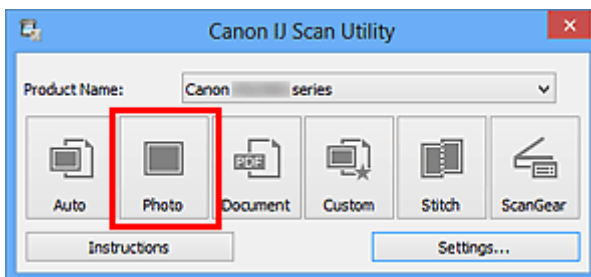 Canon IJ Scan Utility
Product Name: Canon series
PDF
Auto Photo Document Custom Stitch ScanGear
Instructions Settings...